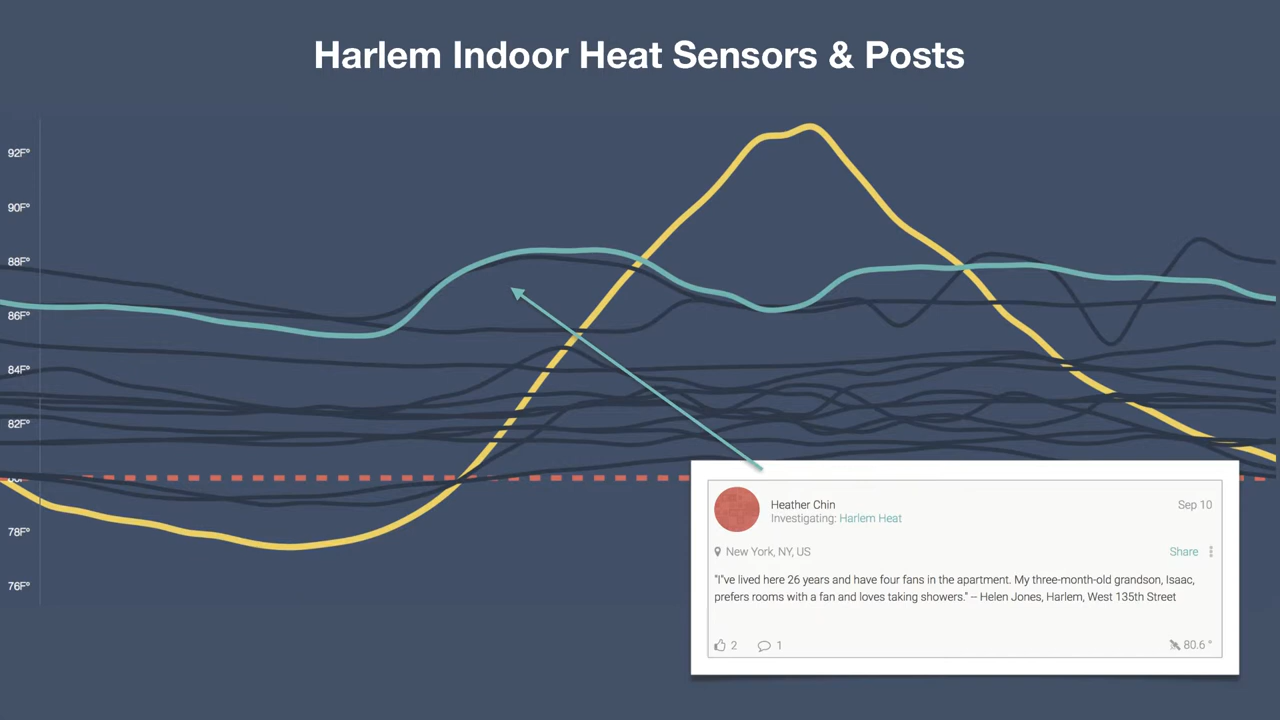 Harlem Indoor Heat Sensors & Posts
92F°
90F°
88F°
86F°
84F°
82F°
78F°
76F°
Heather Chin
Sep 10
Investigating: Harlem Heat
New York, NY, US
Share
"I"ve lived here 26 years and have four fans in the apartment. My three-month-old grandson, Isaac,
prefers rooms with a fan and loves taking showers." -- Helen Jones, Harlem, West 135th Street
2
1
80.6 °